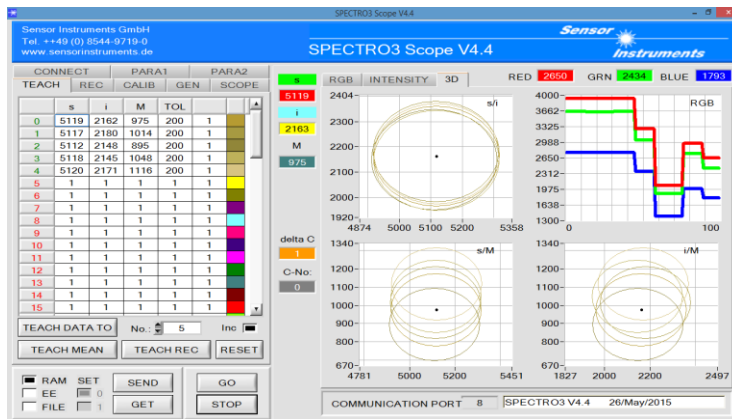 SPECTRO3 Scope V4.4
Sensor Instruments GmbH
Tel. ++49 (0) 8544-9719-0
www.sensorinstruments.de
SPECTRO3 Scope V4.4
Sensor
Instruments
CONNECT PARA1 PARA2
TEACH REC CALIB GEN SCOPE
s i M TOL
0 5119 2162 975 200 1
1 5117 2180 1014 200 1
2 5112 2148 895 200 1
3 5118 2145 1048 200 1
4 5120 2171 1116 200 1
5 1 1 1 1 1
6 1 1 1 1 1
7 1 1 1 1 1
8 1 1 1 1 1
9 1 1 1 1 1
10 1 1 1 1 1
11 1 1 1 1 1
12 1 1 1 1 1
13 1 1 1 1 1
14 1 1 1 1 1
15 1 1 1 1 1
TEACH DATA TO No.: 5 Inc
TEACH MEAN TEACH REC RESET
RAM SET SEND GO
EE 0
FILE 1 GET STOP
s
5119
i
2163
M
975
delta C
1
C-No:
0
RGB INTENSITY 3D RED 2650 GRN 2434 BLUE 1793
s/i
2404
2300
2200
2100
2000
1920
4874 5000 5100 5200 5358
RGB
4000
3662
3325
2988
2650
2312
1975
1638
1300
0 100
s/M
1340
1200
1100
1000
900
800
670
4781 5000 5200 5451
i/M
1340
1200
1100
1000
900
800
670
1827 2000 2200 2497
COMMUNICATION PORT 8 SPECTRO3 V4.4 26/May/2015